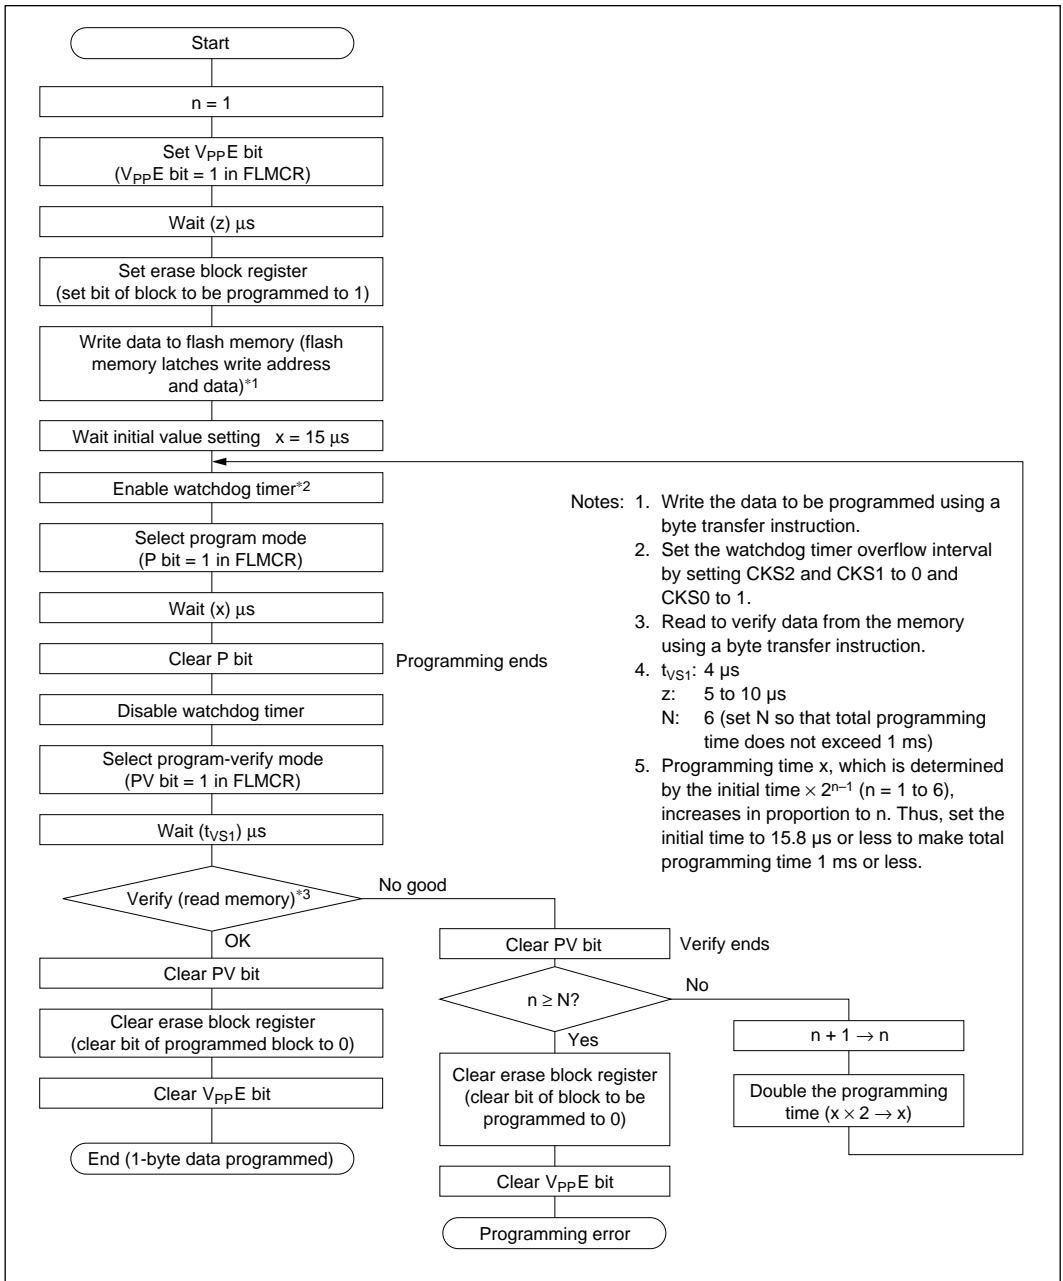 Start
n = 1
Set VPPE bit
(VPPE bit = 1 in FLMCR)
Wait (z) μs
Set erase block register
(set bit of block to be programmed to 1)
Write data to flash memory (flash
memory latches write address
and data)*1
Wait initial value setting x = 15 μs
Enable watchdog timer*2
Select program mode
(P bit = 1 in FLMCR)
Wait (x) μs
Clear P bit
Programming ends
Disable watchdog timer
Select program-verify mode
(PV bit = 1 in FLMCR)
Wait (tVS1) μs
Verify (read memory)*3
No good
OK
Clear PV bit
Clear erase block register
(clear bit of programmed block to 0)
Clear VPPE bit
End (1-byte data programmed)
Clear PV bit
Verify ends
n ≥ N?
No
Yes
n + 1 → n
Double the programming
time (x × 2 → x)
Clear erase block register
(clear bit of block to be
programmed to 0)
Clear VPPE bit
Programming error
Notes: 1. Write the data to be programmed using a
byte transfer instruction.
2. Set the watchdog timer overflow interval
by setting CKS2 and CKS1 to 0 and
CKS0 to 1.
3. Read to verify data from the memory
using a byte transfer instruction.
4. tVS1: 4 μs
z: 5 to 10 μs
N: 6 (set N so that total programming
time does not exceed 1 ms)
5. Programming time x, which is determined
by the initial time × 2n–1 (n = 1 to 6),
increases in proportion to n. Thus, set the
initial time to 15.8 μs or less to make total
programming time 1 ms or less.